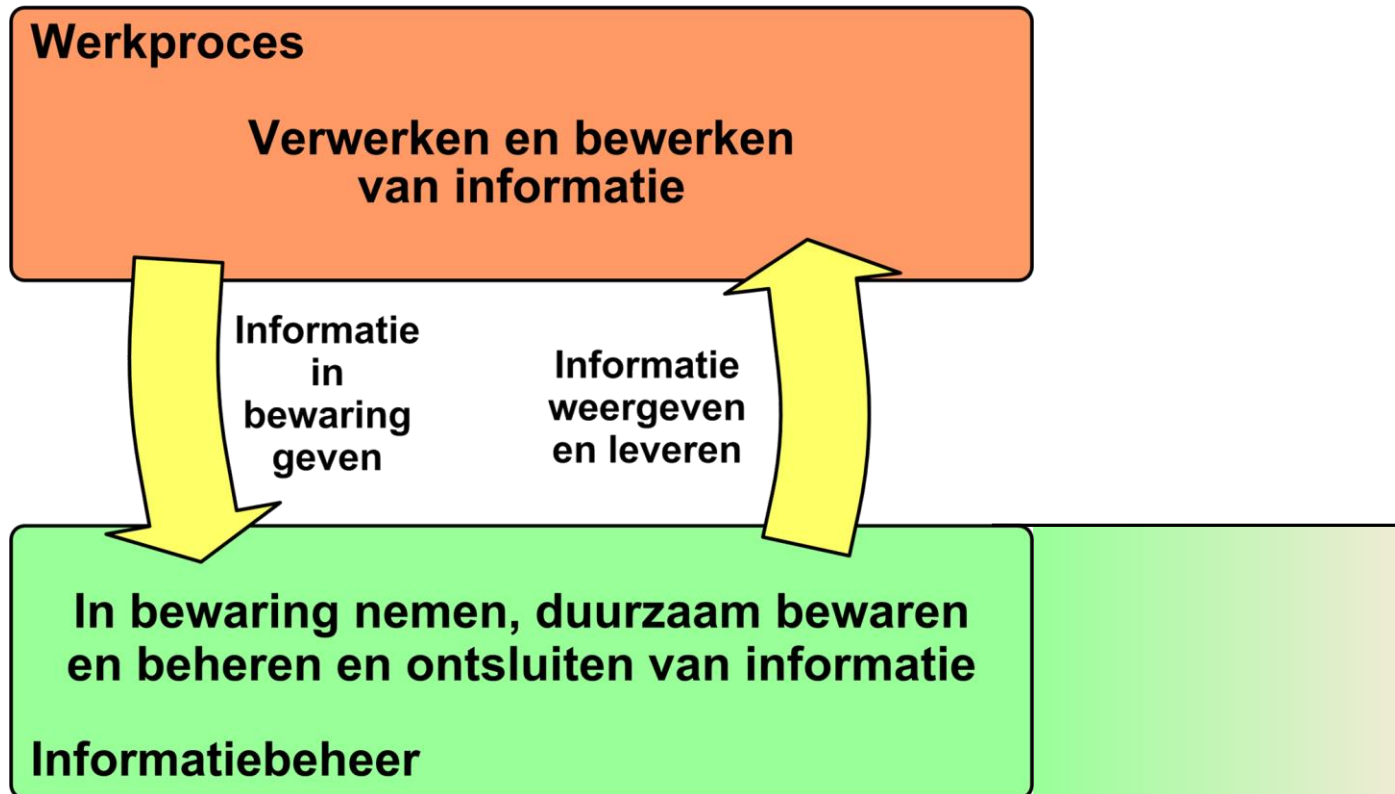 Werkproces
Verwerken en bewerken
van informatie
Informatie
in
bewaring
geven
Informatie
weergeven
en leveren
In bewaring nemen, duurzaam bewaren
en beheren en ontsluiten van informatie
Informatiebeheer